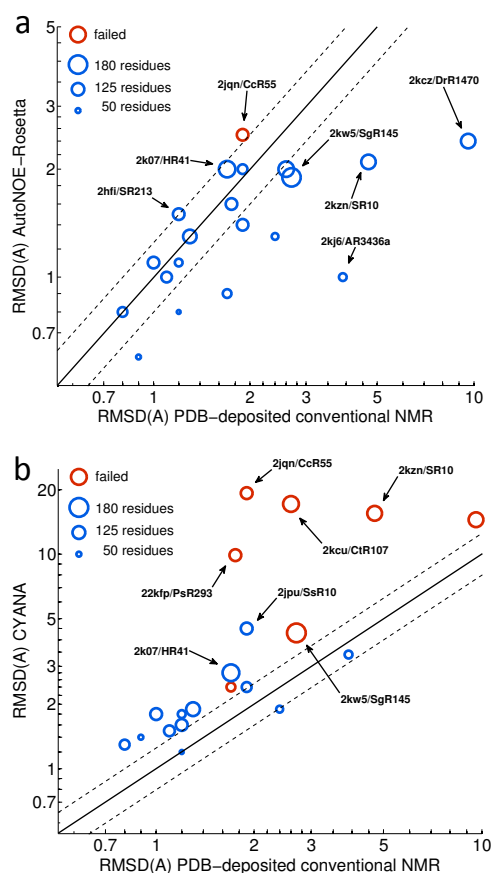 a
5
3
2
1
0.7
RMSD(A) AutoNOE−Rosetta
failed
180 residues
125 residues
50 residues
2jqn/CcR55
2kcz/DrR1470
2k07/HR41
2kw5/SgR145
2hfi/SR213
2kzn/SR10
2kj6/AR3436a
0.7
1
2
3
5
10
RMSD(A) PDB−deposited conventional NMR
b
20
10
5
3
2
1
0.7
RMSD(A) CYANA
failed
180 residues
125 residues
50 residues
2jqn/CcR55
2kzn/SR10
2kcu/CtR107
22kfp/PsR293
2jpu/SsR10
2k07/HR41
2kw5/SgR145
0.7
1
2
3
5
10
RMSD(A) PDB−deposited conventional NMR